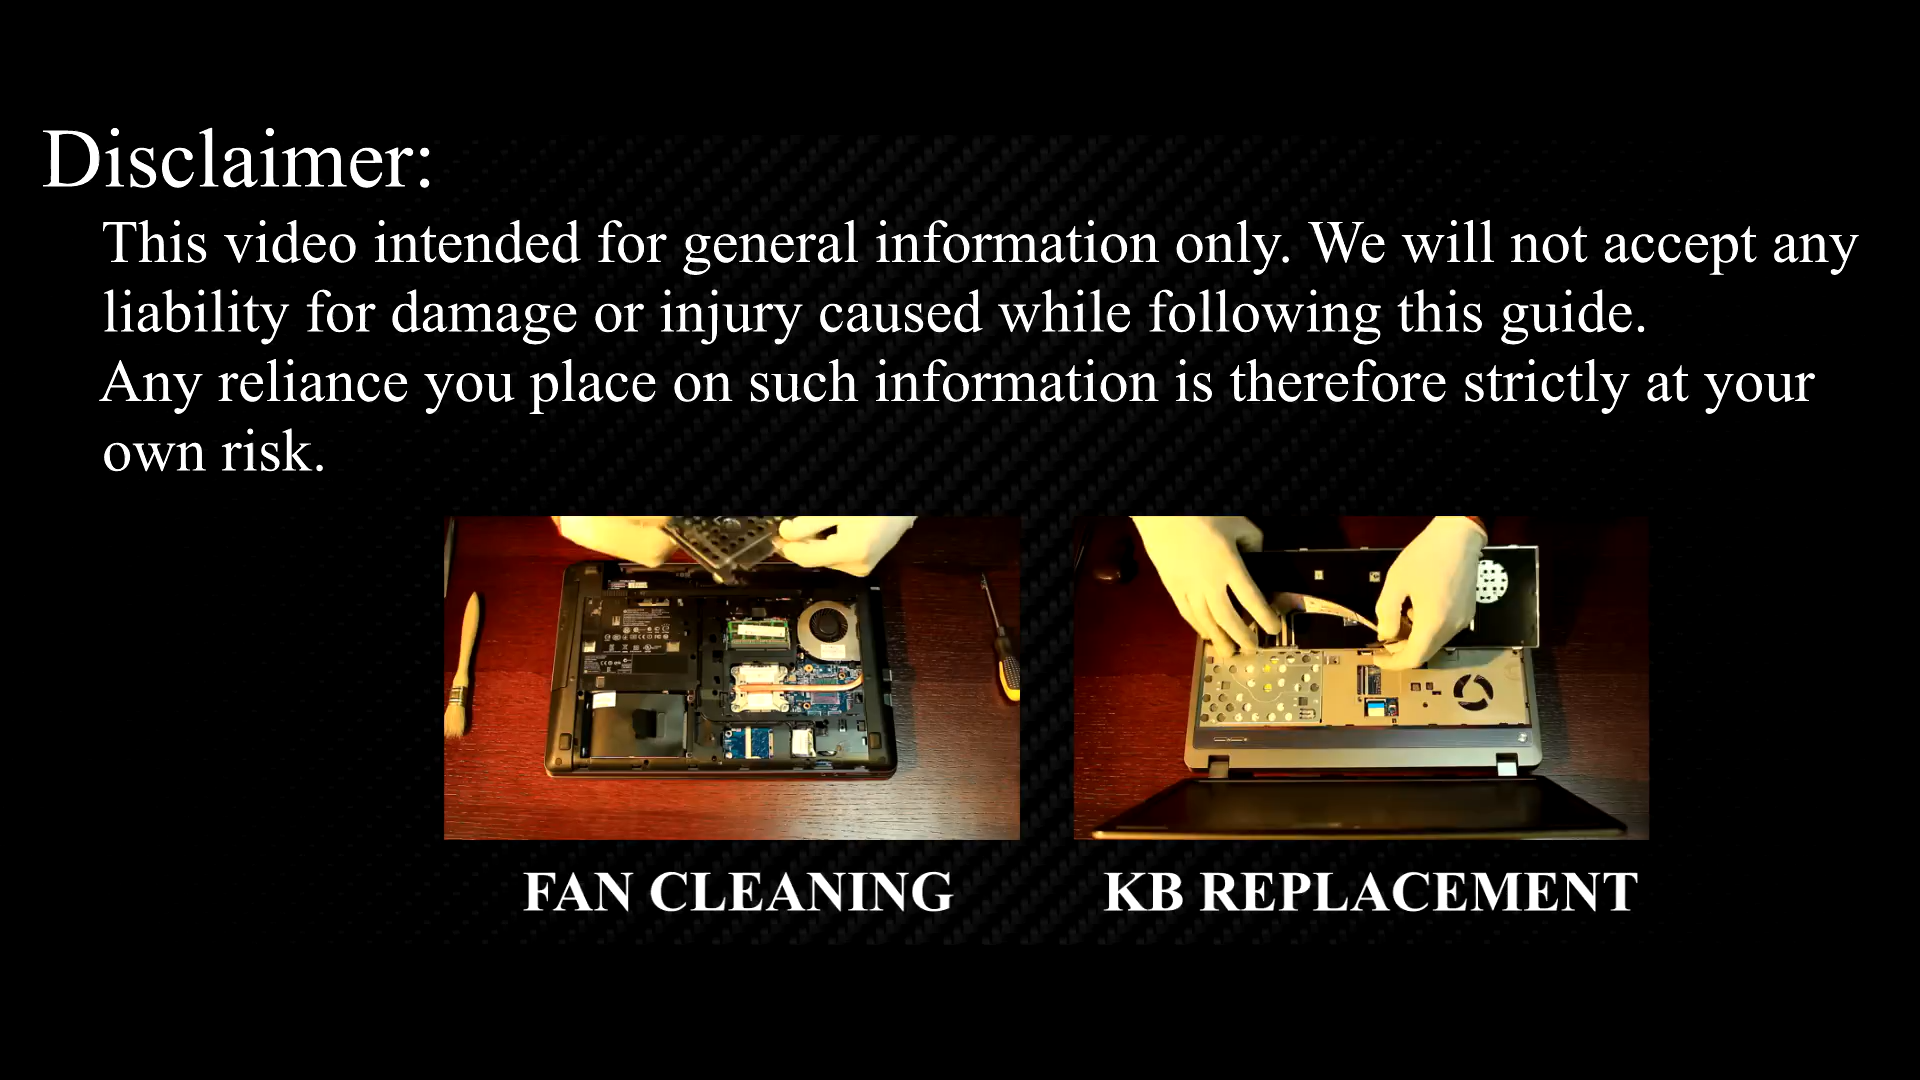 Disclaimer:
This video intended for general information only. We will not accept any
liability for damage or injury caused while following this guide.
Any reliance you place on such information is therefore strictly at your
own risk.
FAN CLEANING
KB REPLACEMENT